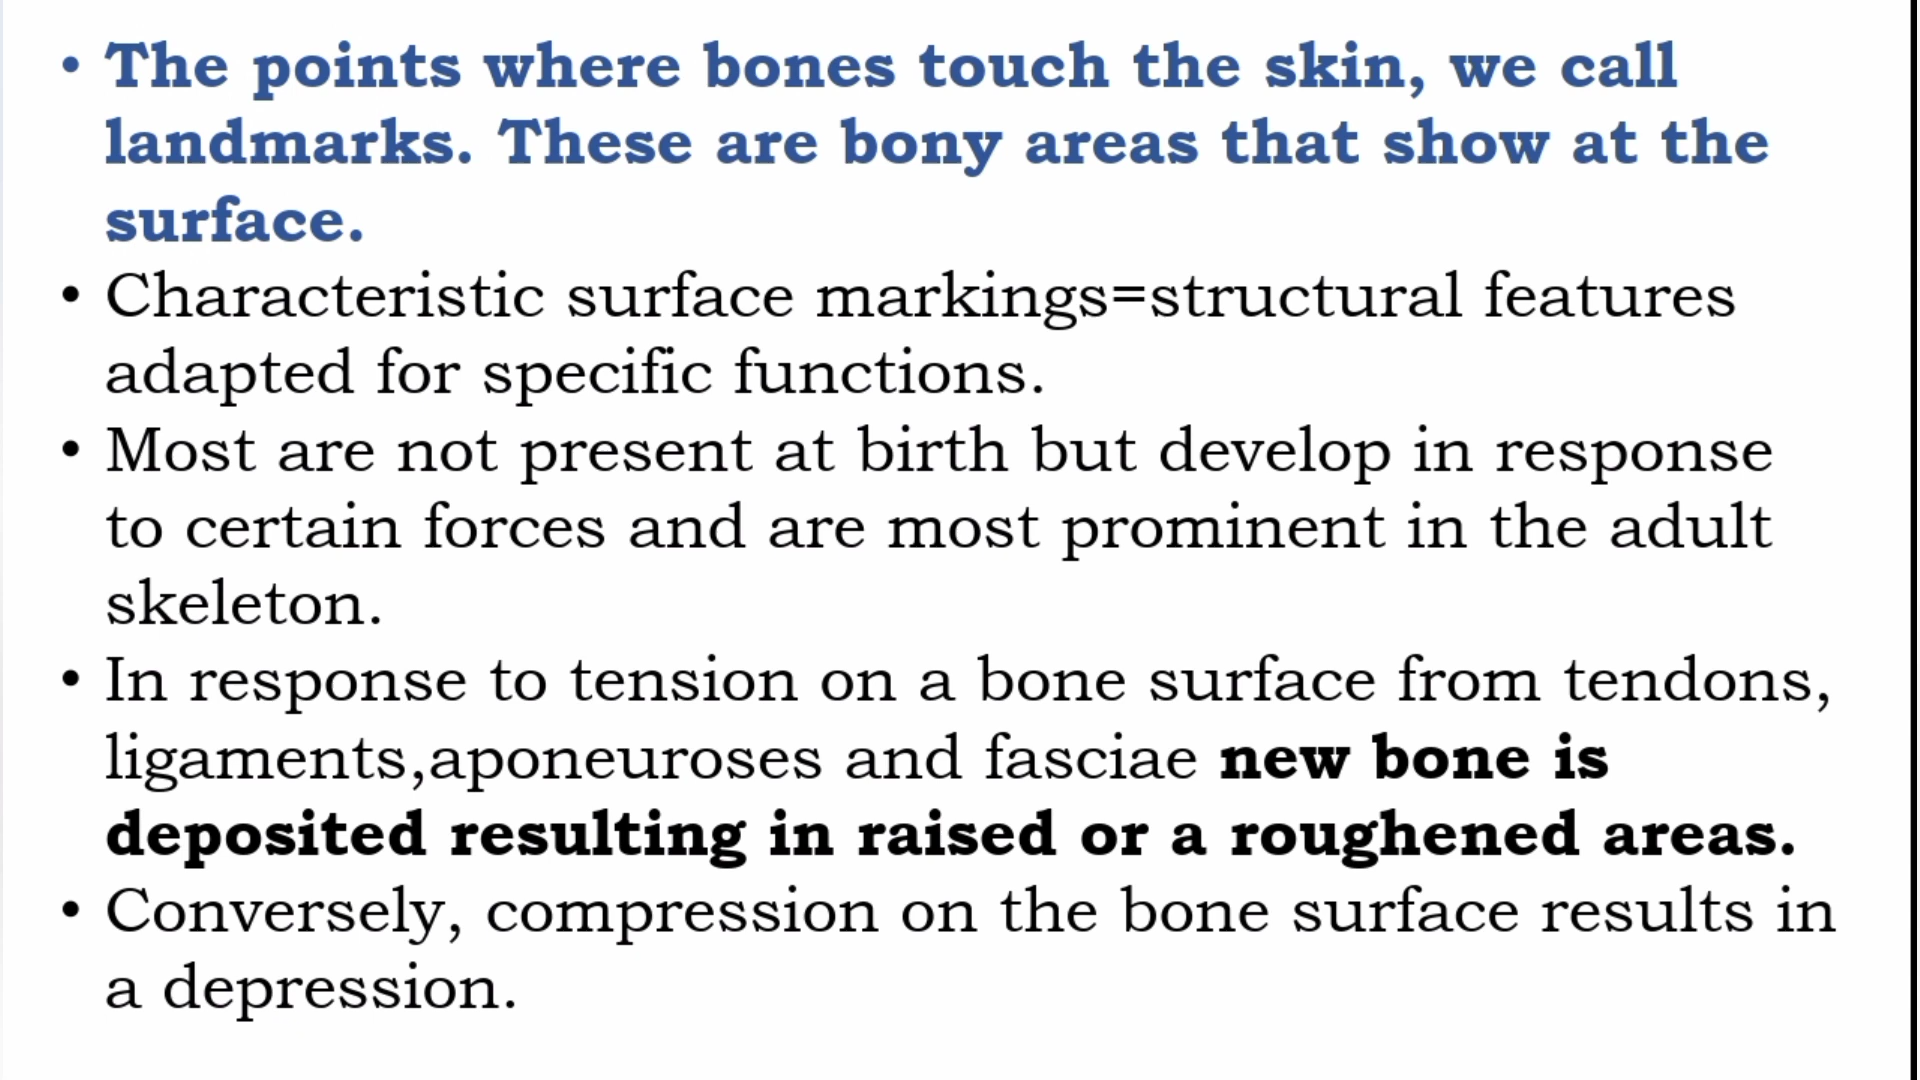 • The points where bones touch the skin, we call
landmarks. These are bony areas that show at the
surface.
• Characteristic surface markings=structural features
adapted for specific functions.
• Most are not present at birth but develop in response
to certain forces and are most prominent in the adult
skeleton.
• In response to tension on a bone surface from tendons,
ligaments,aponeuroses and fasciae new bone is
deposited resulting in raised or a roughened areas.
• Conversely, compression on the bone surface results in
a depression.